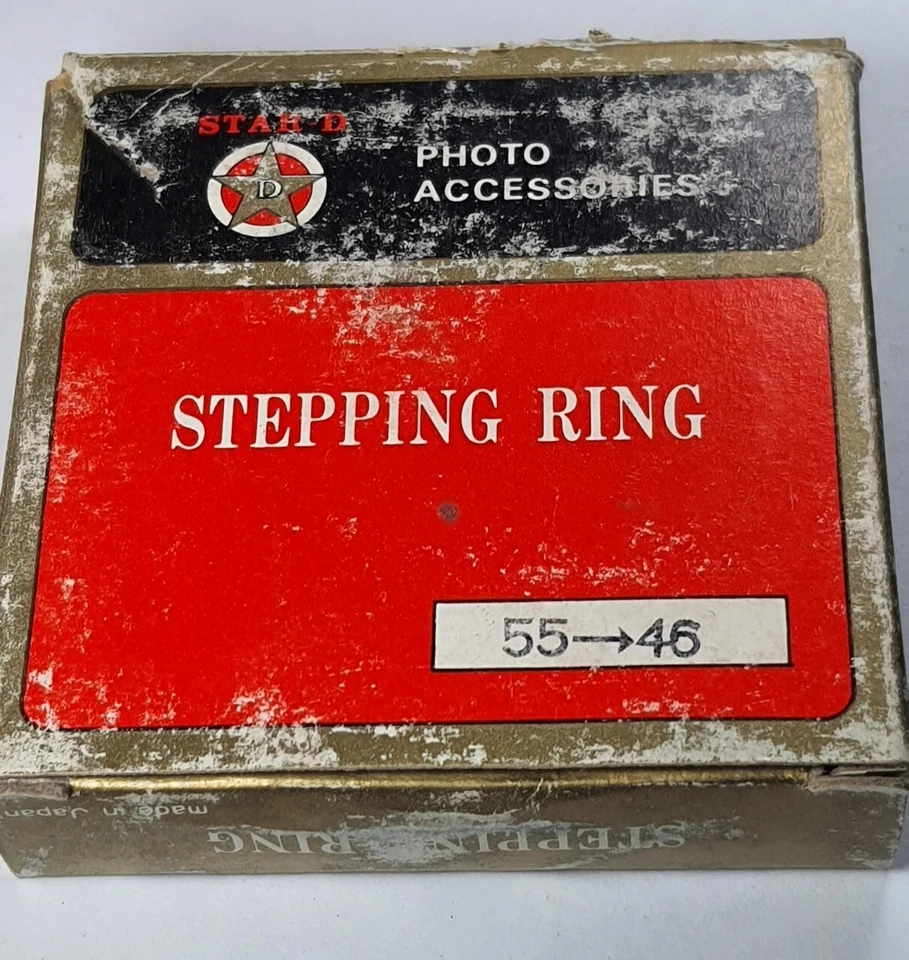 STAR-D
D
PHOTO
ACCESSORIES
STEPPING RING
55→46
made in Japan
STEPPING RING